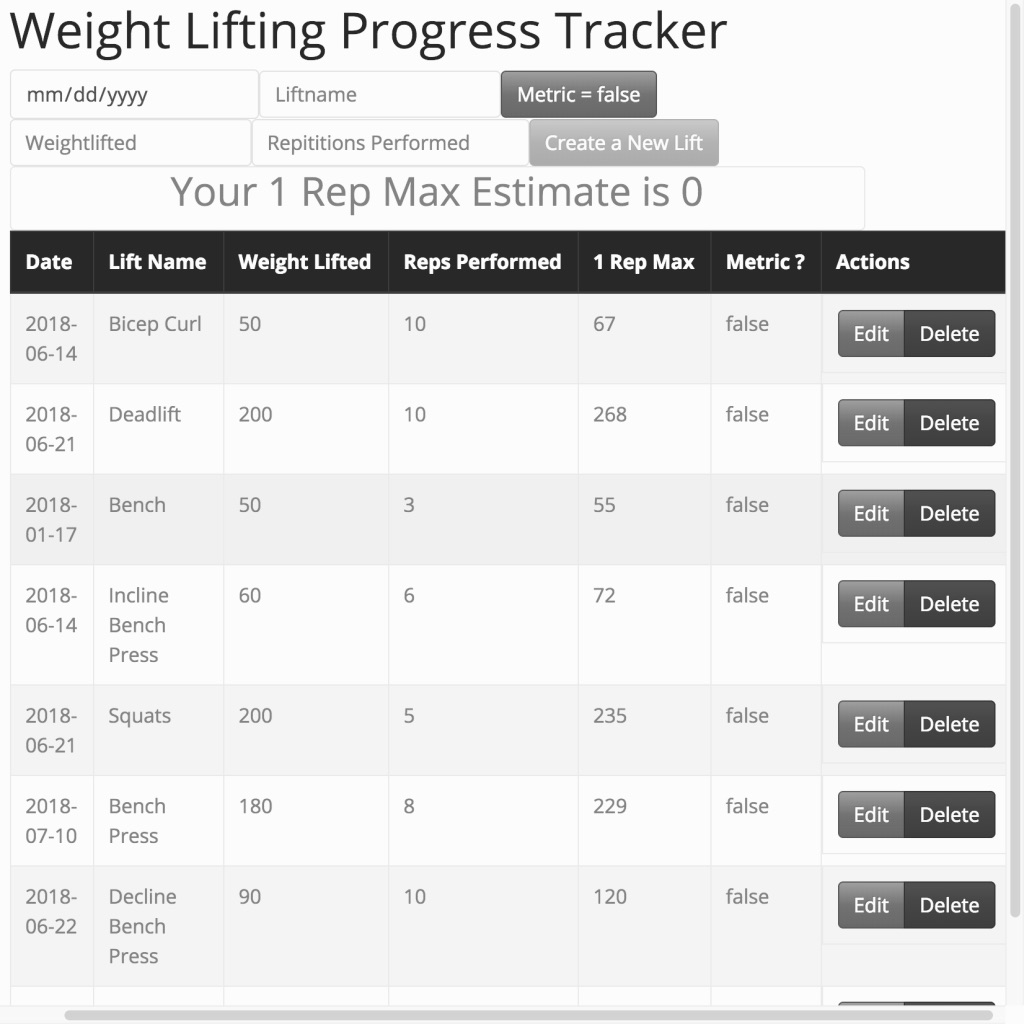 Weight Lifting Progress Tracker
mm/dd/yyyy Liftname Metric = false
Weightlifted Repititions Performed Create a New Lift
Your 1 Rep Max Estimate is 0
Date Lift Name Weight Lifted Reps Performed 1 Rep Max Metric ? Actions
2018-06-14 Bicep Curl 50 10 67 false Edit Delete
2018-06-21 Deadlift 200 10 268 false Edit Delete
2018-01-17 Bench 50 3 55 false Edit Delete
2018-06-14 Incline Bench Press 60 6 72 false Edit Delete
2018-06-21 Squats 200 5 235 false Edit Delete
2018-07-10 Bench Press 180 8 229 false Edit Delete
2018-06-22 Decline Bench Press 90 10 120 false Edit Delete